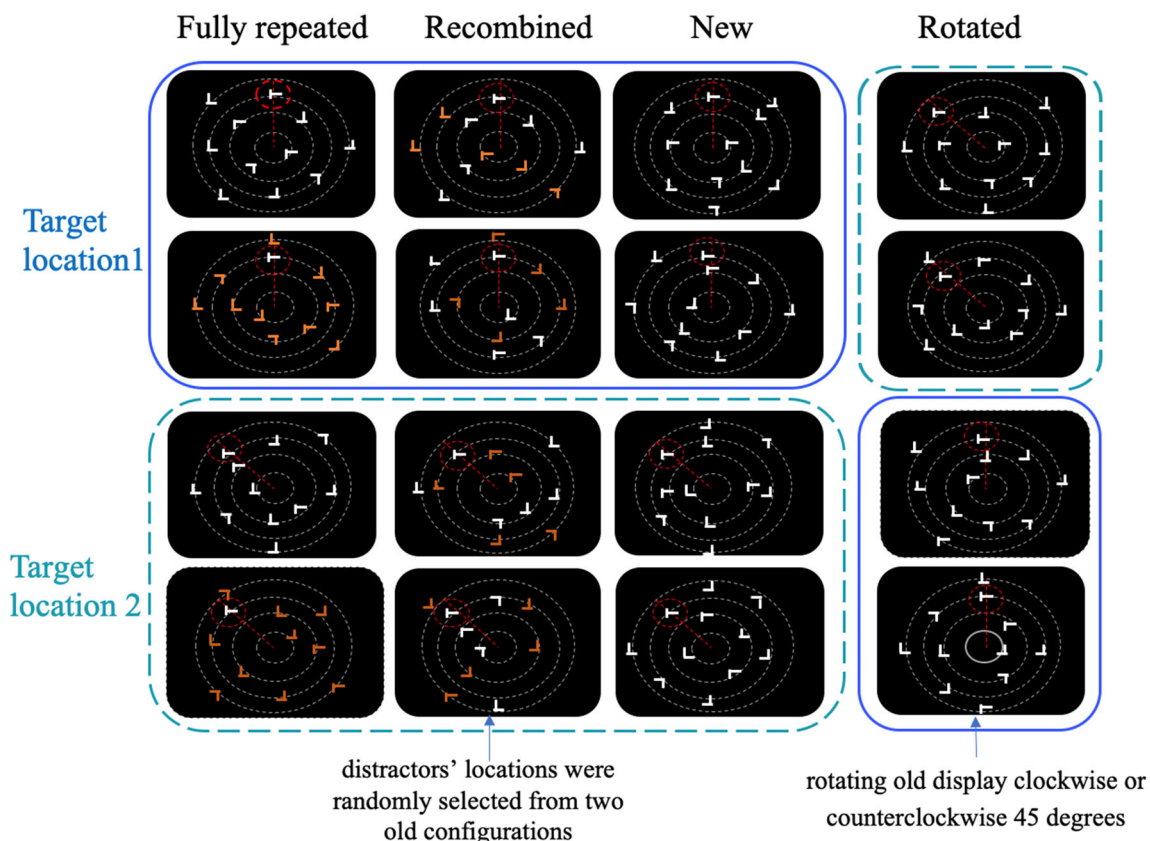 Fully repeated
Recombined
New
Rotated
Target
location1
Target
location 2
distractors' locations were
randomly selected from two
old configurations
rotating old display clockwise or
counterclockwise 45 degrees